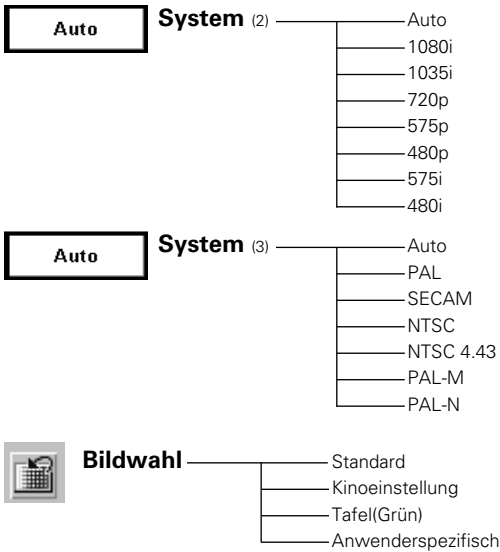 Auto
System (2)
Auto
1080i
1035i
720p
575p
480p
575i
480i
Auto
System (3)
Auto
PAL
SECAM
NTSC
NTSC 4.43
PAL-M
PAL-N
Bildwahl
Standard
Kinoeinstellung
Tafel(Grün)
Anwenderspezifisch